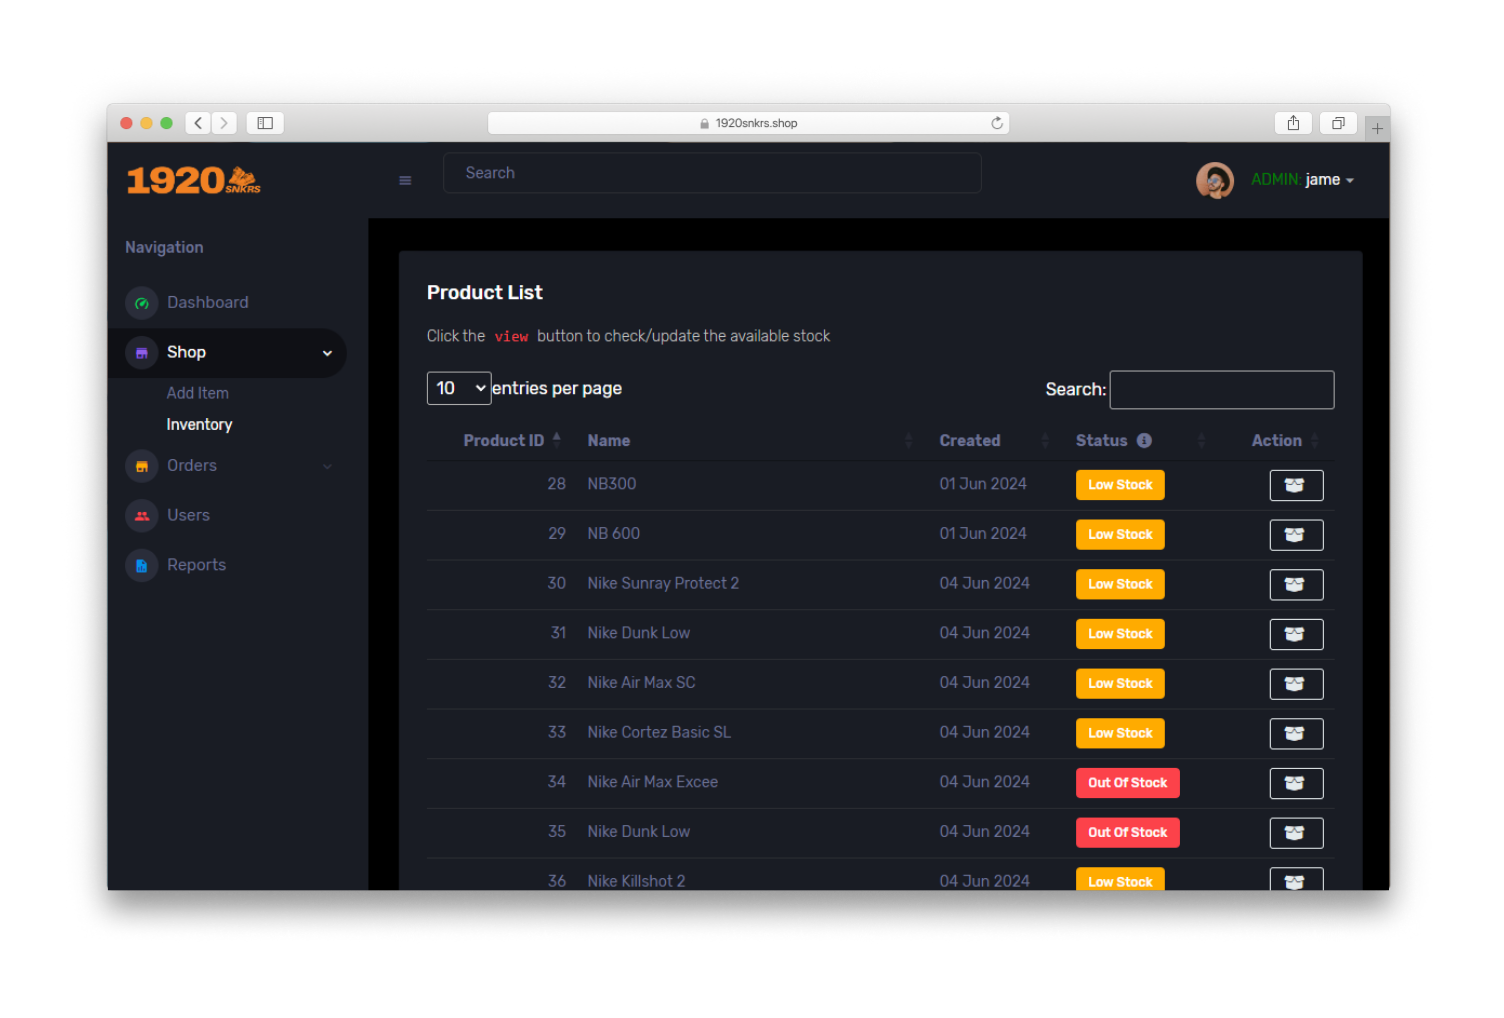 1920snkrs.shop
1920 SNKRS
Search
ADMIN: jame
Navigation
Dashboard
Shop
Add Item
Inventory
Orders
Users
Reports
Product List
Click the view button to check/update the available stock
10 entries per page
Search:
Product ID Name Created Status Action
28 NB300 01 Jun 2024 Low Stock
29 NB 600 01 Jun 2024 Low Stock
30 Nike Sunray Protect 2 04 Jun 2024 Low Stock
31 Nike Dunk Low 04 Jun 2024 Low Stock
32 Nike Air Max SC 04 Jun 2024 Low Stock
33 Nike Cortez Basic SL 04 Jun 2024 Low Stock
34 Nike Air Max Excee 04 Jun 2024 Out Of Stock
35 Nike Dunk Low 04 Jun 2024 Out Of Stock
36 Nike Killshot 2 04 Jun 2024 Low Stock